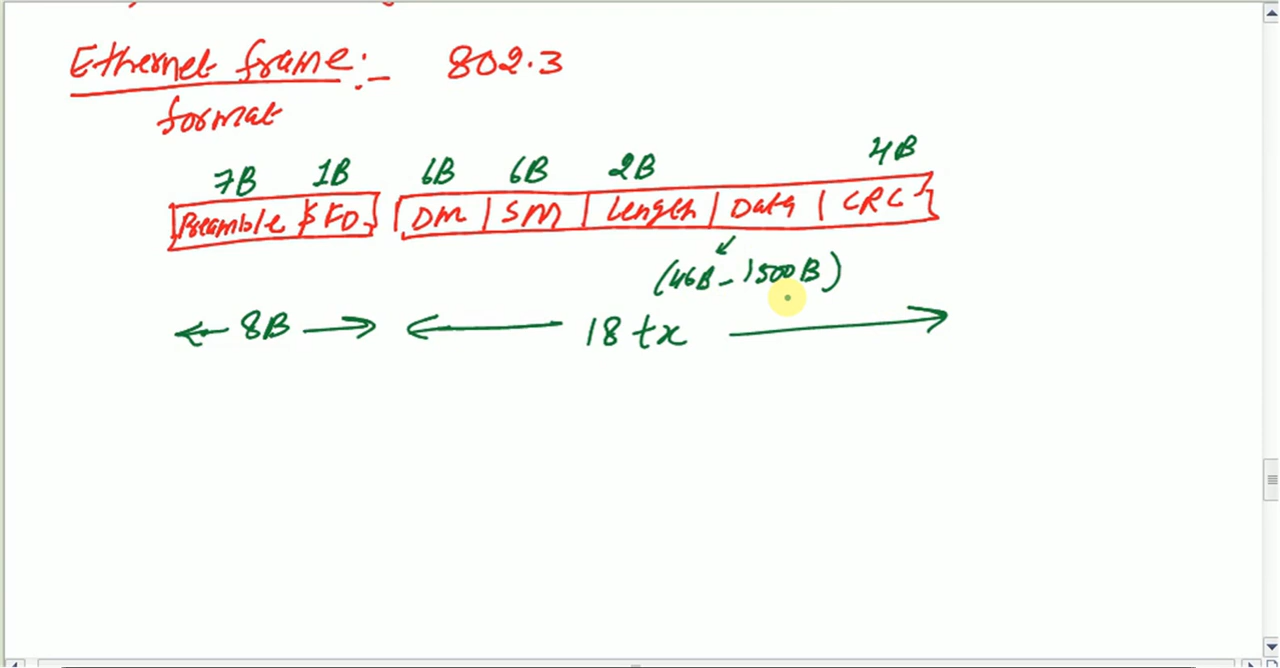 Ethernet frame:- 802.3
format
7B 1B 6B 6B 2B 4B
Preamble SFD DM SM Length Data CRC
(46B - 1500B)
8B 18+x